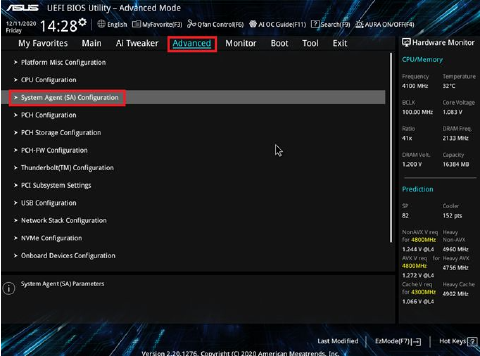 ASUS UEFI BIOS Utility – Advanced Mode
12/11/2020
Friday
14:28
English
MyFavorite(F3)
Qfan Control(F6)
AI OC Guide(F11)
Search(F9)
AURA ON/OFF(F4)
My Favorites Main Ai Tweaker Advanced Monitor Boot Tool Exit
Hardware Monitor
> Platform Misc Configuration
> CPU Configuration
> System Agent (SA) Configuration
> PCH Configuration
> PCH Storage Configuration
> PCH-FW Configuration
> Thunderbolt(TM) Configuration
> PCI Subsystem Settings
> USB Configuration
> Network Stack Configuration
> NVMe Configuration
> Onboard Devices Configuration
System Agent (SA) Parameters
CPU/Memory
Frequency Temperature
4100 MHz 32°C
BCLK Core Voltage
100.00 MHz 1.083 V
Ratio DRAM Freq.
41x 2133 MHz
DRAM Volt. Capacity
1.200 V 16384 MB
Prediction
SP Cooler
82 152 pts
NonAVX V req Heavy
for 4800MHz Non-AVX
1.244 V @L4 4960 MHz
AVX V req for Heavy AVX
4800MHz 4756 MHz
1.272 V @L4
Cache V req Heavy Cache
for 4300MHz 4902 MHz
1.066 V @L4
Last Modified EzMode(F7) Hot Keys ?
Version 2.20.1276. Copyright (C) 2020 American Megatrends, Inc.